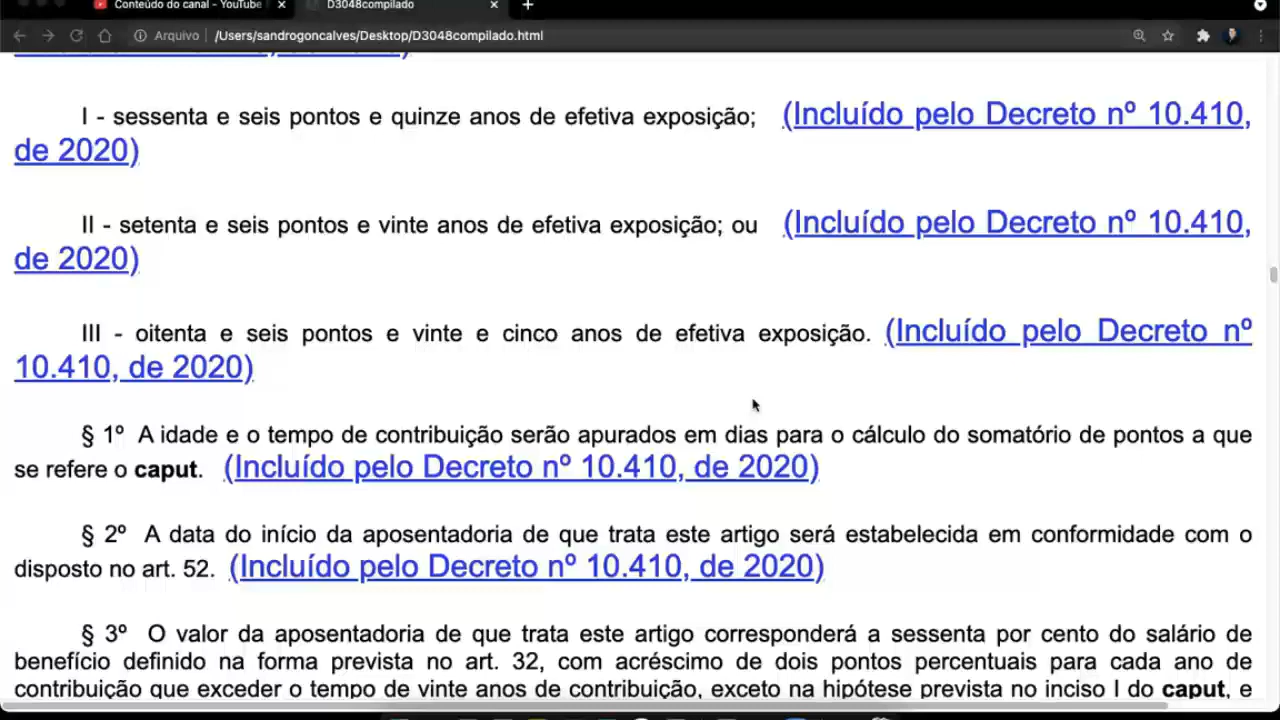 Conteúdo do canal - YouTube
D3048compilado
Arquivo /Users/sandrogoncalves/Desktop/D3048compilado.html
I - sessenta e seis pontos e quinze anos de efetiva exposição; (Incluído pelo Decreto nº 10.410,
de 2020)
II - setenta e seis pontos e vinte anos de efetiva exposição; ou (Incluído pelo Decreto nº 10.410,
de 2020)
III - oitenta e seis pontos e vinte e cinco anos de efetiva exposição. (Incluído pelo Decreto nº
10.410, de 2020)
§ 1º A idade e o tempo de contribuição serão apurados em dias para o cálculo do somatório de pontos a que
se refere o caput. (Incluído pelo Decreto nº 10.410, de 2020)
§ 2º A data do início da aposentadoria de que trata este artigo será estabelecida em conformidade com o
disposto no art. 52. (Incluído pelo Decreto nº 10.410, de 2020)
§ 3º O valor da aposentadoria de que trata este artigo corresponderá a sessenta por cento do salário de
benefício definido na forma prevista no art. 32, com acréscimo de dois pontos percentuais para cada ano de
contribuição que exceder o tempo de vinte anos de contribuição, exceto na hipótese prevista no inciso I do caput, e